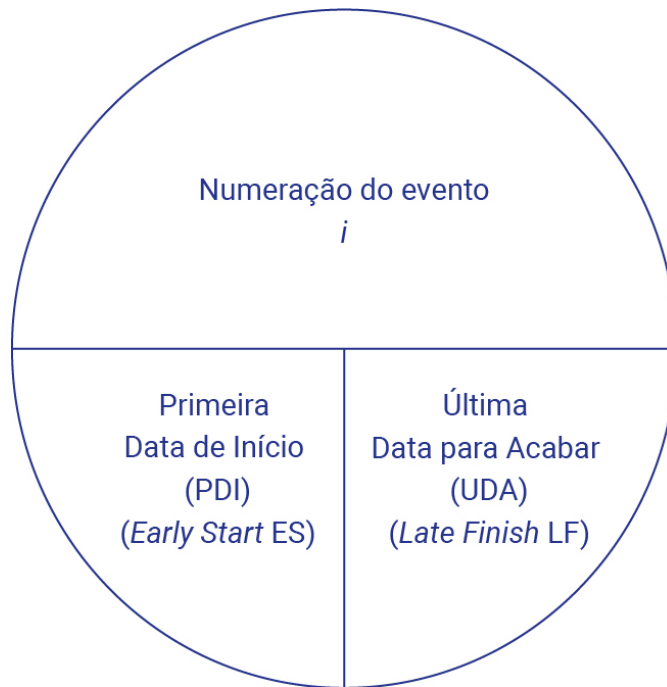 Numeração do evento
i
Primeira
Data de Início
(PDI)
(Early Start ES)
Última
Data para Acabar
(UDA)
(Late Finish LF)